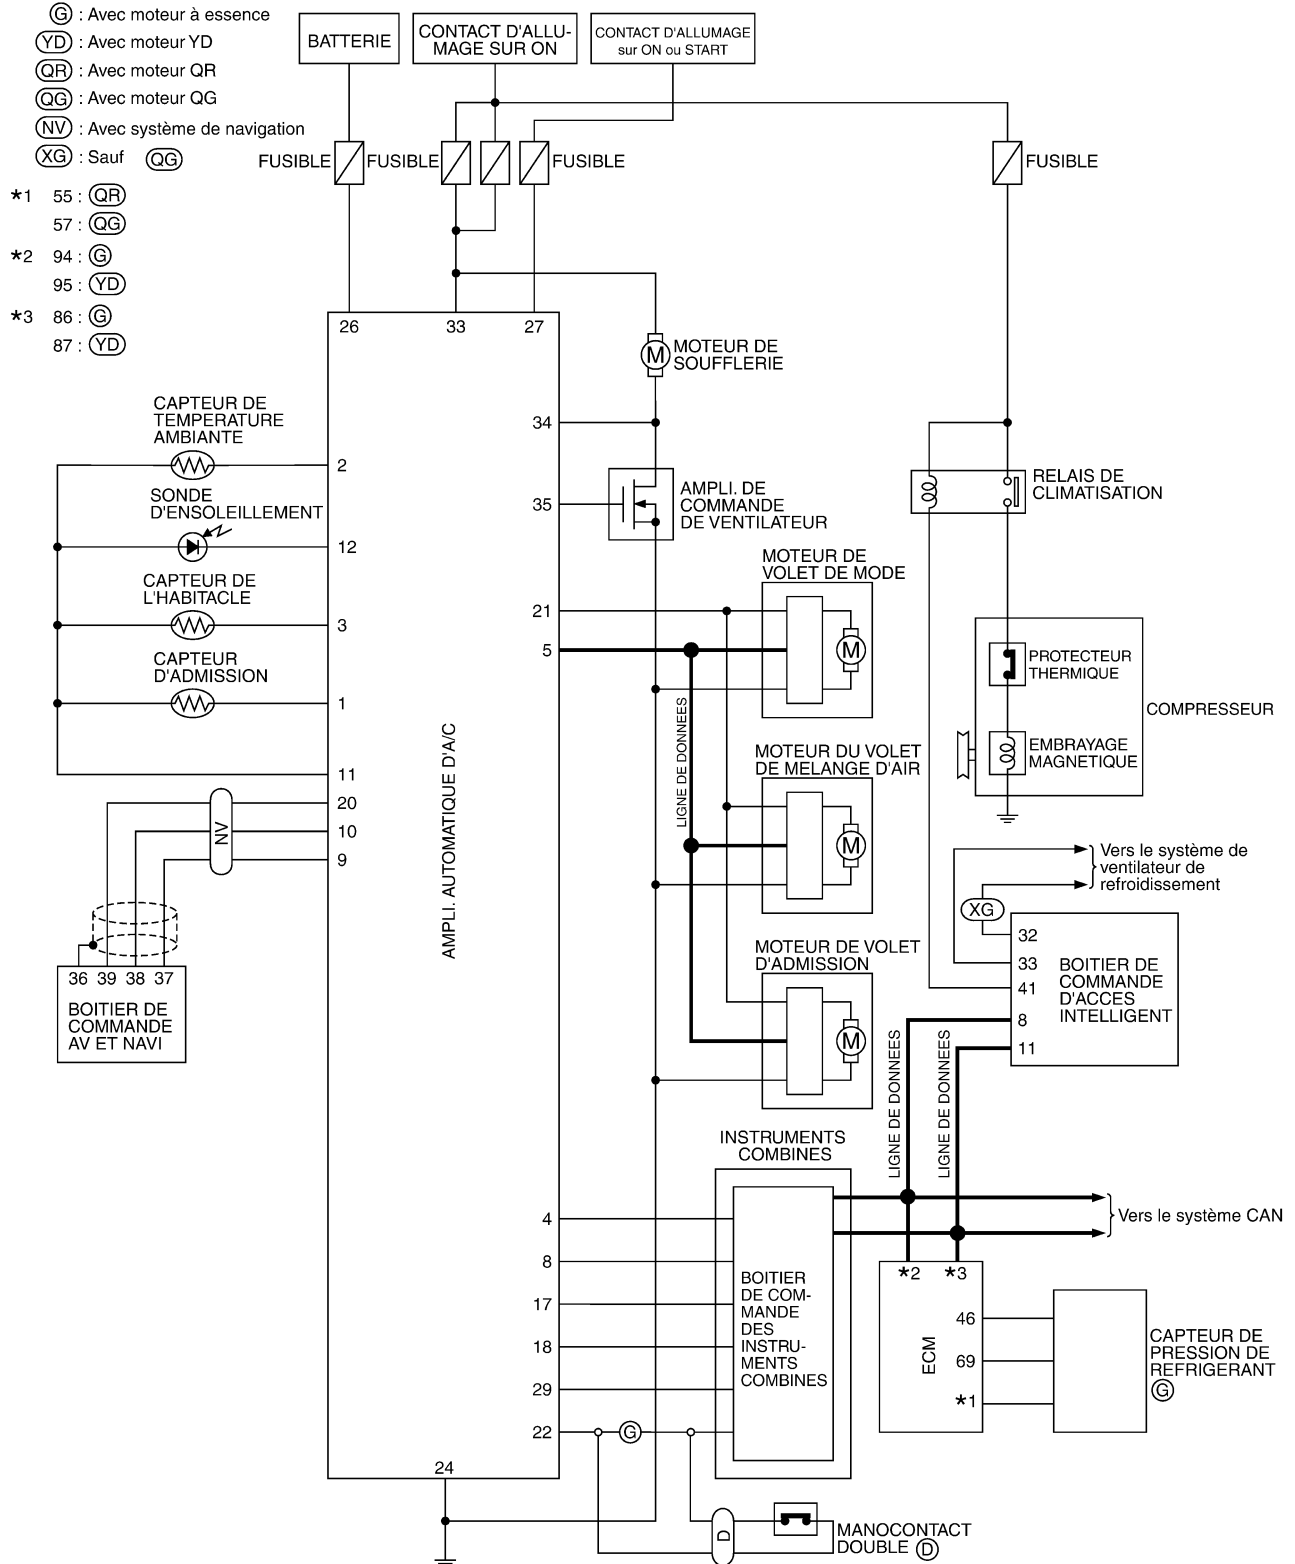 G : Avec moteur à essence
YD : Avec moteur YD
QR : Avec moteur QR
QG : Avec moteur QG
NV : Avec système de navigation
XG : Sauf QG
*1 55 : QR
57 : QG
*2 94 : G
95 : YD
*3 86 : G
87 : YD
BATTERIE
CONTACT D'ALLU-
MAGE SUR ON
CONTACT D'ALLUMAGE
sur ON ou START
FUSIBLE
FUSIBLE
FUSIBLE
FUSIBLE
26
33
27
M
MOTEUR DE
SOUFFLERIE
CAPTEUR DE
TEMPERATURE
AMBIANTE
2
SONDE
D'ENSOLEILLEMENT
12
CAPTEUR DE
L'HABITACLE
3
CAPTEUR
D'ADMISSION
1
11
20
10
9
NV
36 39 38 37
BOITIER DE
COMMANDE
AV ET NAVI
AMPLI. AUTOMATIQUE D'A/C
34
35
AMPLI. DE
COMMANDE
DE VENTILATEUR
21
5
LIGNE DE DONNEES
MOTEUR DE
VOLET DE MODE
M
MOTEUR DU VOLET
DE MELANGE D'AIR
M
MOTEUR DE VOLET
D'ADMISSION
M
RELAIS DE
CLIMATISATION
PROTECTEUR
THERMIQUE
EMBRAYAGE
MAGNETIQUE
COMPRESSEUR
Vers le système de
ventilateur de
refroidissement
XG
32
33
41
8
11
BOITIER DE
COMMANDE
D'ACCES
INTELLIGENT
LIGNE DE DONNEES
LIGNE DE DONNEES
INSTRUMENTS
COMBINES
Vers le système CAN
4
8
17
18
29
22
G
BOITIER
DE COM-
MANDE
DES
INSTRU-
MENTS
COMBINES
*2 *3
46
69
*1
ECM
CAPTEUR DE
PRESSION DE
REFRIGERANT
G
24
D
MANOCONTACT
DOUBLE D